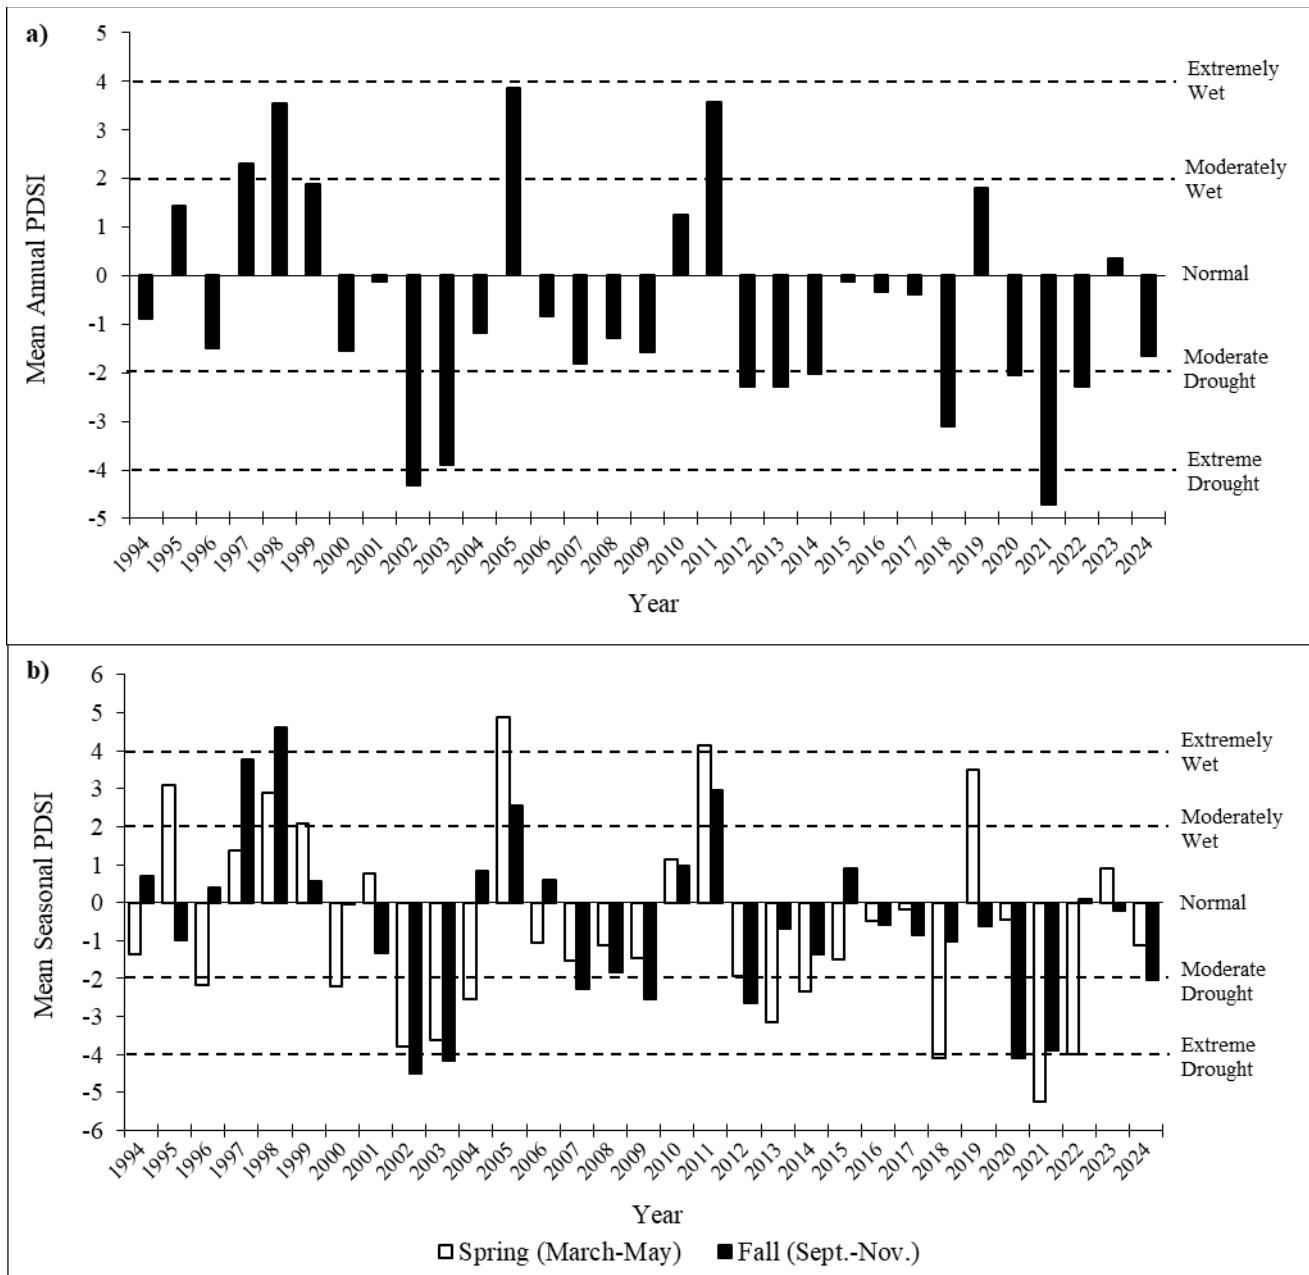 a)
5
4
3
2
1
0
-1
-2
-3
-4
-5
Mean Annual PDSI
Extremely
Wet
Moderately
Wet
Normal
Moderate
Drought
Extreme
Drought
1994 1995 1996 1997 1998 1999 2000 2001 2002 2003 2004 2005 2006 2007 2008 2009 2010 2011 2012 2013 2014 2015 2016 2017 2018 2019 2020 2021 2022 2023 2024
Year
b)
6
5
4
3
2
1
0
-1
-2
-3
-4
-5
-6
Mean Seasonal PDSI
Extremely
Wet
Moderately
Wet
Normal
Moderate
Drought
Extreme
Drought
1994 1995 1996 1997 1998 1999 2000 2001 2002 2003 2004 2005 2006 2007 2008 2009 2010 2011 2012 2013 2014 2015 2016 2017 2018 2019 2020 2021 2022 2023 2024
Year
Spring (March-May) Fall (Sept.-Nov.)